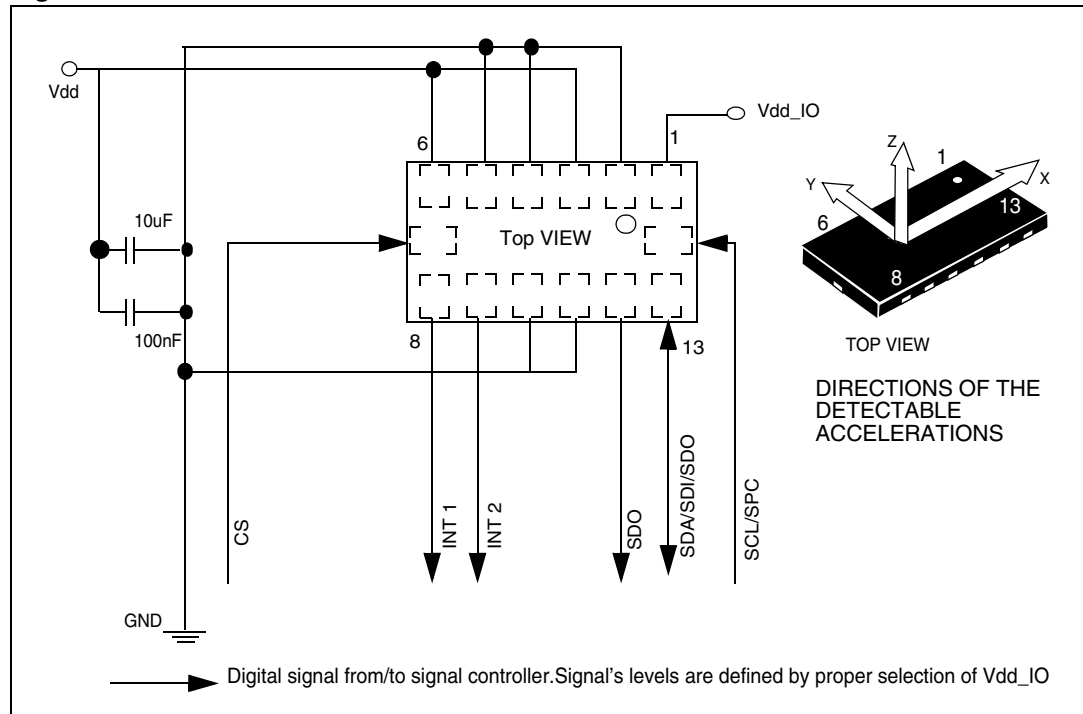 Vdd
Vdd_IO
6
1
10uF
100nF
Top VIEW
8
13
Z
Y
X
1
6
13
8
TOP VIEW
DIRECTIONS OF THE
DETECTABLE
ACCELERATIONS
CS
INT 1
INT 2
SDO
SDA/SDI/SDO
SCL/SPC
GND
Digital signal from/to signal controller.Signal's levels are defined by proper selection of Vdd_IO